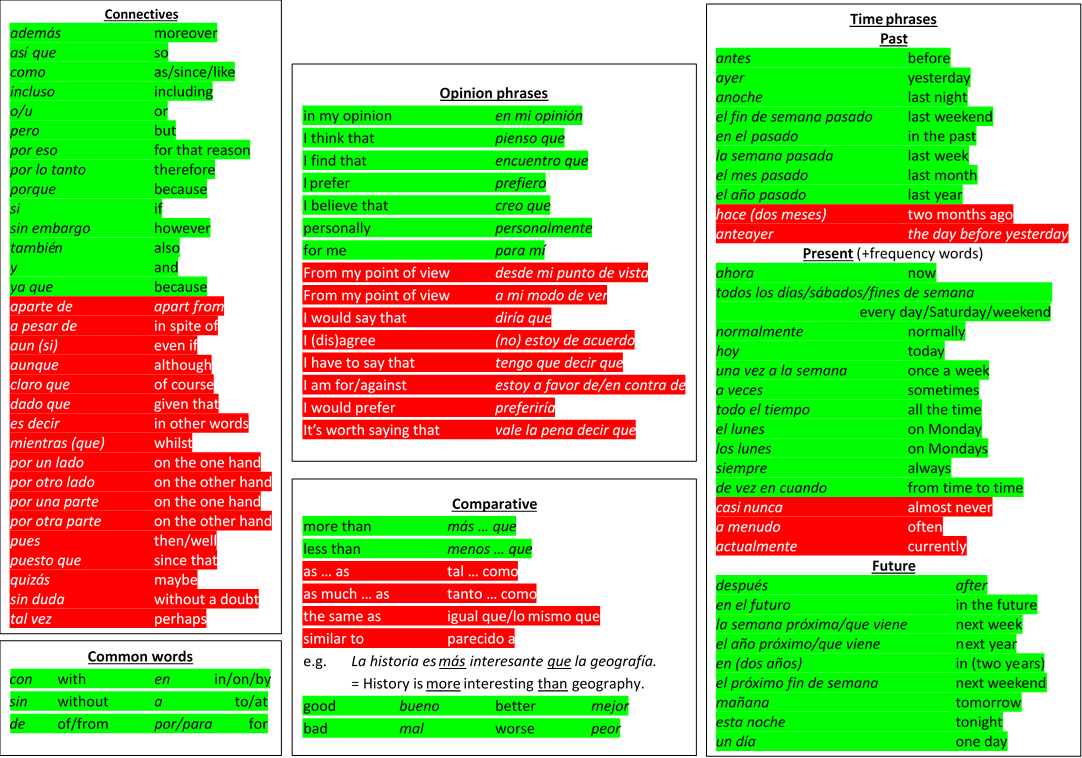 Connectives
además moreover
así que so
como as/since/like
incluso including
o/u or
pero but
por eso for that reason
por lo tanto therefore
porque because
si if
sin embargo however
también also
y and
ya que because
aparte de apart from
a pesar de in spite of
aun (si) even if
aunque although
claro que of course
dado que given that
es decir in other words
mientras (que) whilst
por un lado on the one hand
por otro lado on the other hand
por una parte on the one hand
por otra parte on the other hand
pues then/well
puesto que since that
quizás maybe
sin duda without a doubt
tal vez perhaps
Common words
con with en in/on/by
sin without a to/at
de of/from por/para for
Opinion phrases
in my opinion en mi opinión
I think that pienso que
I find that encuentro que
I prefer prefiero
I believe that creo que
personally personalmente
for me para mí
From my point of view desde mi punto de vista
From my point of view a mi modo de ver
I would say that diría que
I (dis)agree (no) estoy de acuerdo
I have to say that tengo que decir que
I am for/against estoy a favor de/en contra de
I would prefer preferiría
It’s worth saying that vale la pena decir que
Comparative
more than más … que
less than menos … que
as … as tal … como
as much … as tanto … como
the same as igual que/lo mismo que
similar to parecido a
e.g. La historia es más interesante que la geografía.
= History is more interesting than geography.
good bueno better mejor
bad mal worse peor
Time phrases
Past
antes before
ayer yesterday
anoche last night
el fin de semana pasado last weekend
en el pasado in the past
la semana pasada last week
el mes pasado last month
el año pasado last year
hace (dos meses) two months ago
anteayer the day before yesterday
Present (+frequency words)
ahora now
todos los días/sábados/fines de semana
every day/Saturday/weekend
normalmente normally
hoy today
una vez a la semana once a week
a veces sometimes
todo el tiempo all the time
el lunes on Monday
los lunes on Mondays
siempre always
de vez en cuando from time to time
casi nunca almost never
a menudo often
actualmente currently
Future
después after
en el futuro in the future
la semana próxima/que viene next week
el año próximo/que viene next year
en (dos años) in (two years)
el próximo fin de semana next weekend
mañana tomorrow
esta noche tonight
un día one day